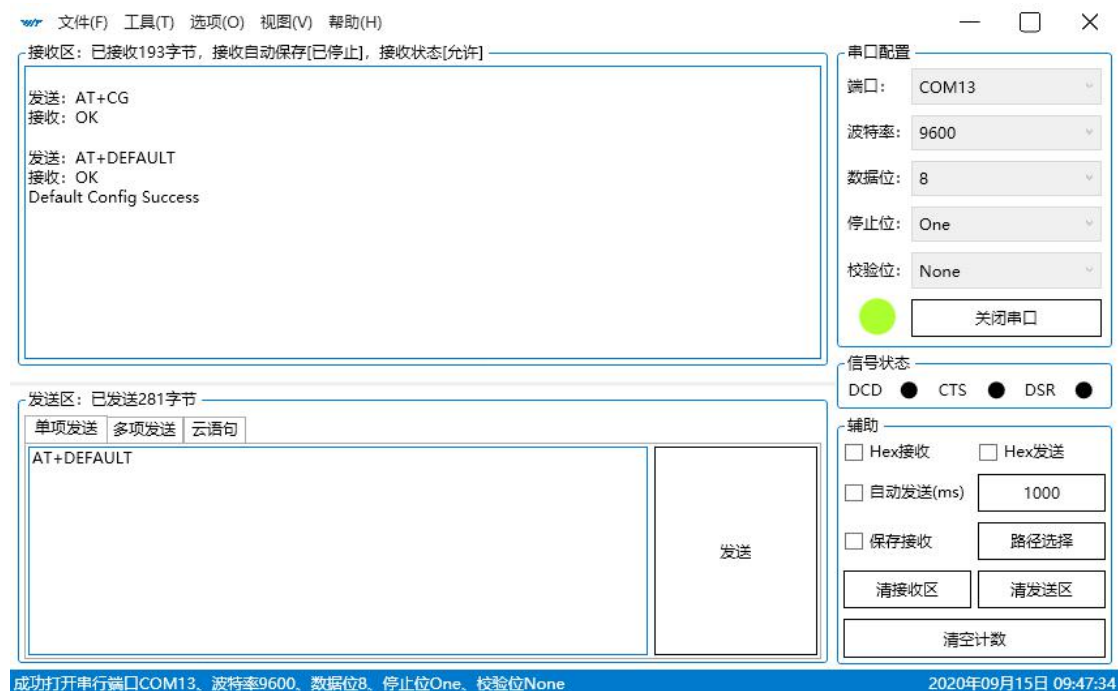 文件(F) 工具(T) 选项(O) 视图(V) 帮助(H)
接收区：已接收193字节，接收自动保存[已停止]，接收状态[允许]
发送：AT+CG
接收：OK
发送：AT+DEFAULT
接收：OK
Default Config Success
发送区：已发送281字节
单项发送 多项发送 云语句
AT+DEFAULT
发送
串口配置
端口： COM13
波特率： 9600
数据位： 8
停止位： One
校验位： None
关闭串口
信号状态
DCD CTS DSR
辅助
Hex接收 Hex发送
自动发送(ms) 1000
保存接收 路径选择
清接收区 清发送区
清空计数
成功打开串行端口COM13、波特率9600、数据位8、停止位One、校验位None 2020年09月15日 09:47:34